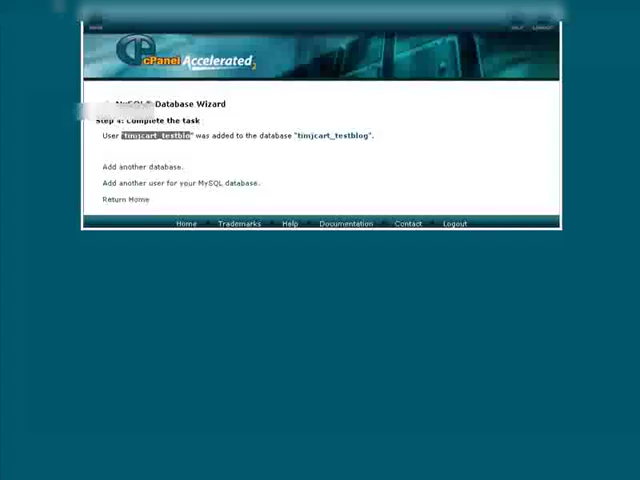 cPanel Accelerated2
MySQL® Database Wizard
Step 4: Complete the task
User "timjcart_testblo" was added to the database "timjcart_testblog".
Add another database.
Add another user for your MySQL database.
Return Home
Home Trademarks Help Documentation Contact Logout